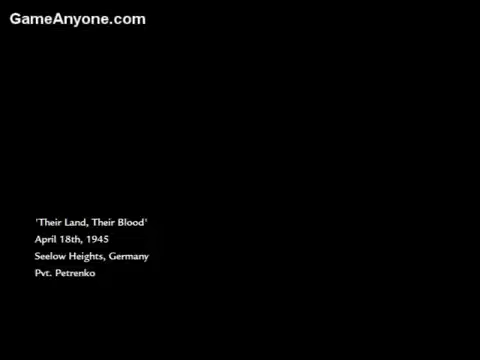 GameAnyone.com
'Their Land, Their Blood'
April 18th, 1945
Seelow Heights, Germany
Pvt. Petrenko